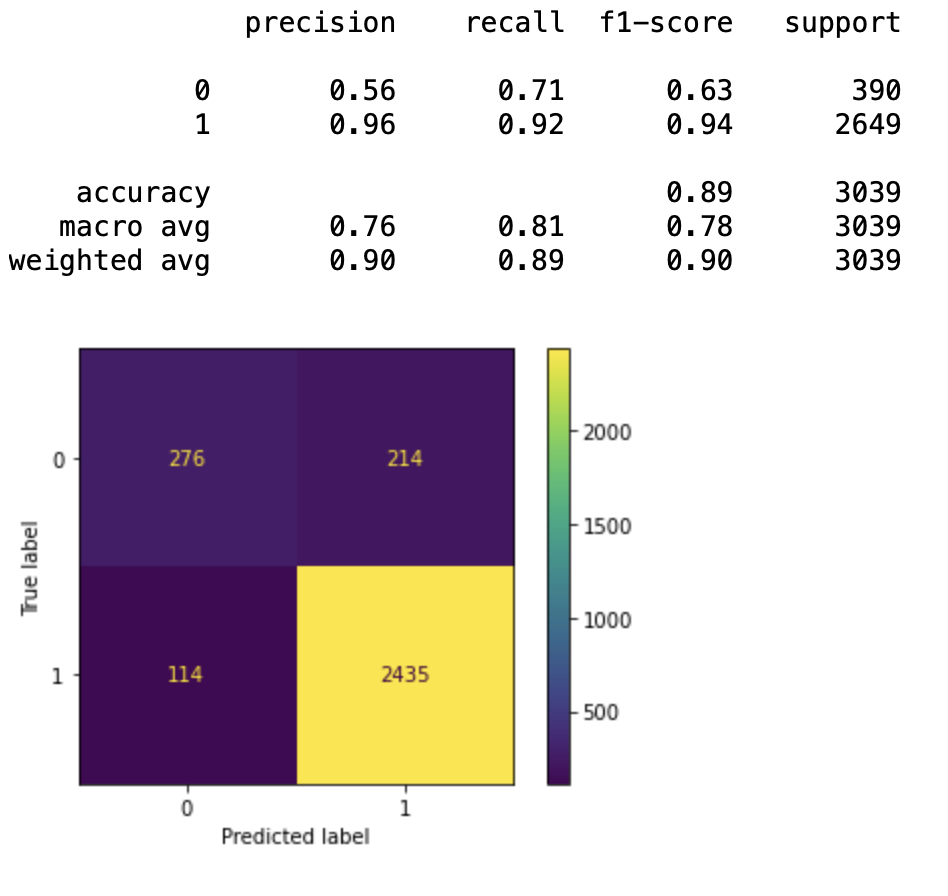 precision recall f1-score support
0 0.56 0.71 0.63 390
1 0.96 0.92 0.94 2649
accuracy 0.89 3039
macro avg 0.76 0.81 0.78 3039
weighted avg 0.90 0.89 0.90 3039
2000
0 276 214
1500
True label
1000
1 114 2435
500
0 1
Predicted label